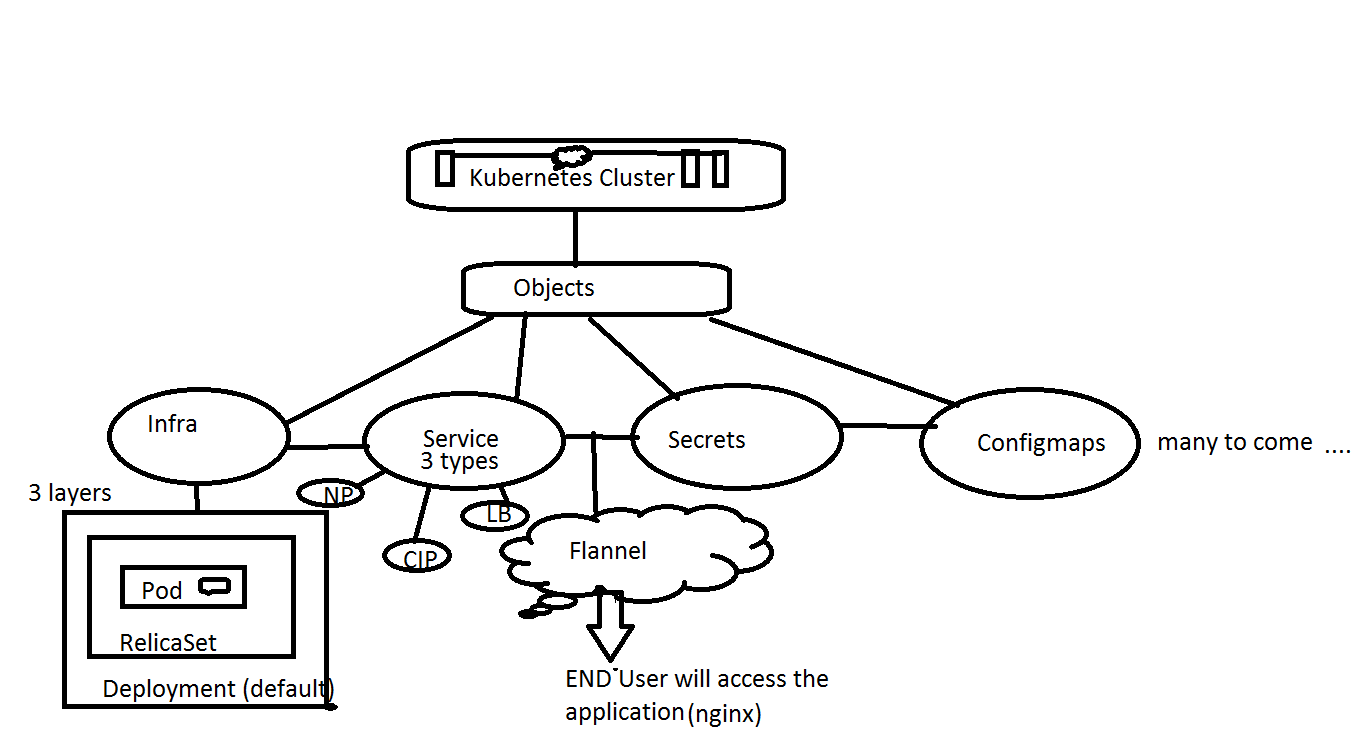 Kubernetes Cluster
Objects
Infra
Service
3 types
Secrets
Configmaps
many to come ....
3 layers
NP
LB
CIP
Flannel
Pod
RelicaSet
Deployment (default)
END User will access the
application (nginx)